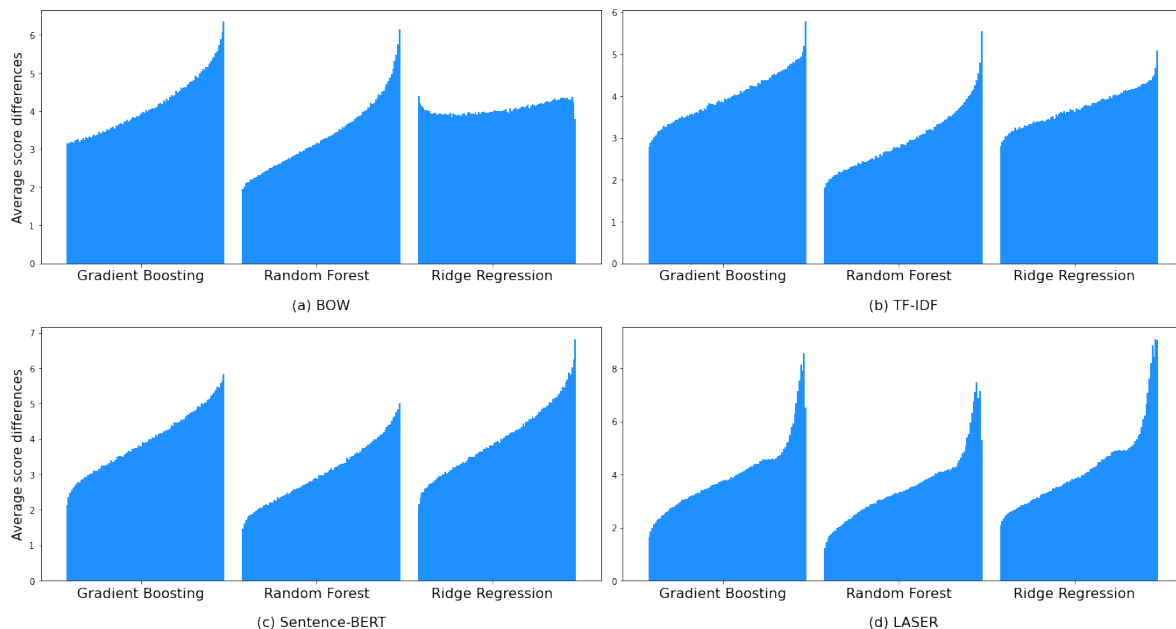 Average score differences
6
5
4
3
2
1
0
Gradient Boosting Random Forest Ridge Regression
(a) BOW
6
5
4
3
2
1
0
Gradient Boosting Random Forest Ridge Regression
(b) TF-IDF
Average score differences
7
6
5
4
3
2
1
0
Gradient Boosting Random Forest Ridge Regression
(c) Sentence-BERT
8
6
4
2
0
Gradient Boosting Random Forest Ridge Regression
(d) LASER